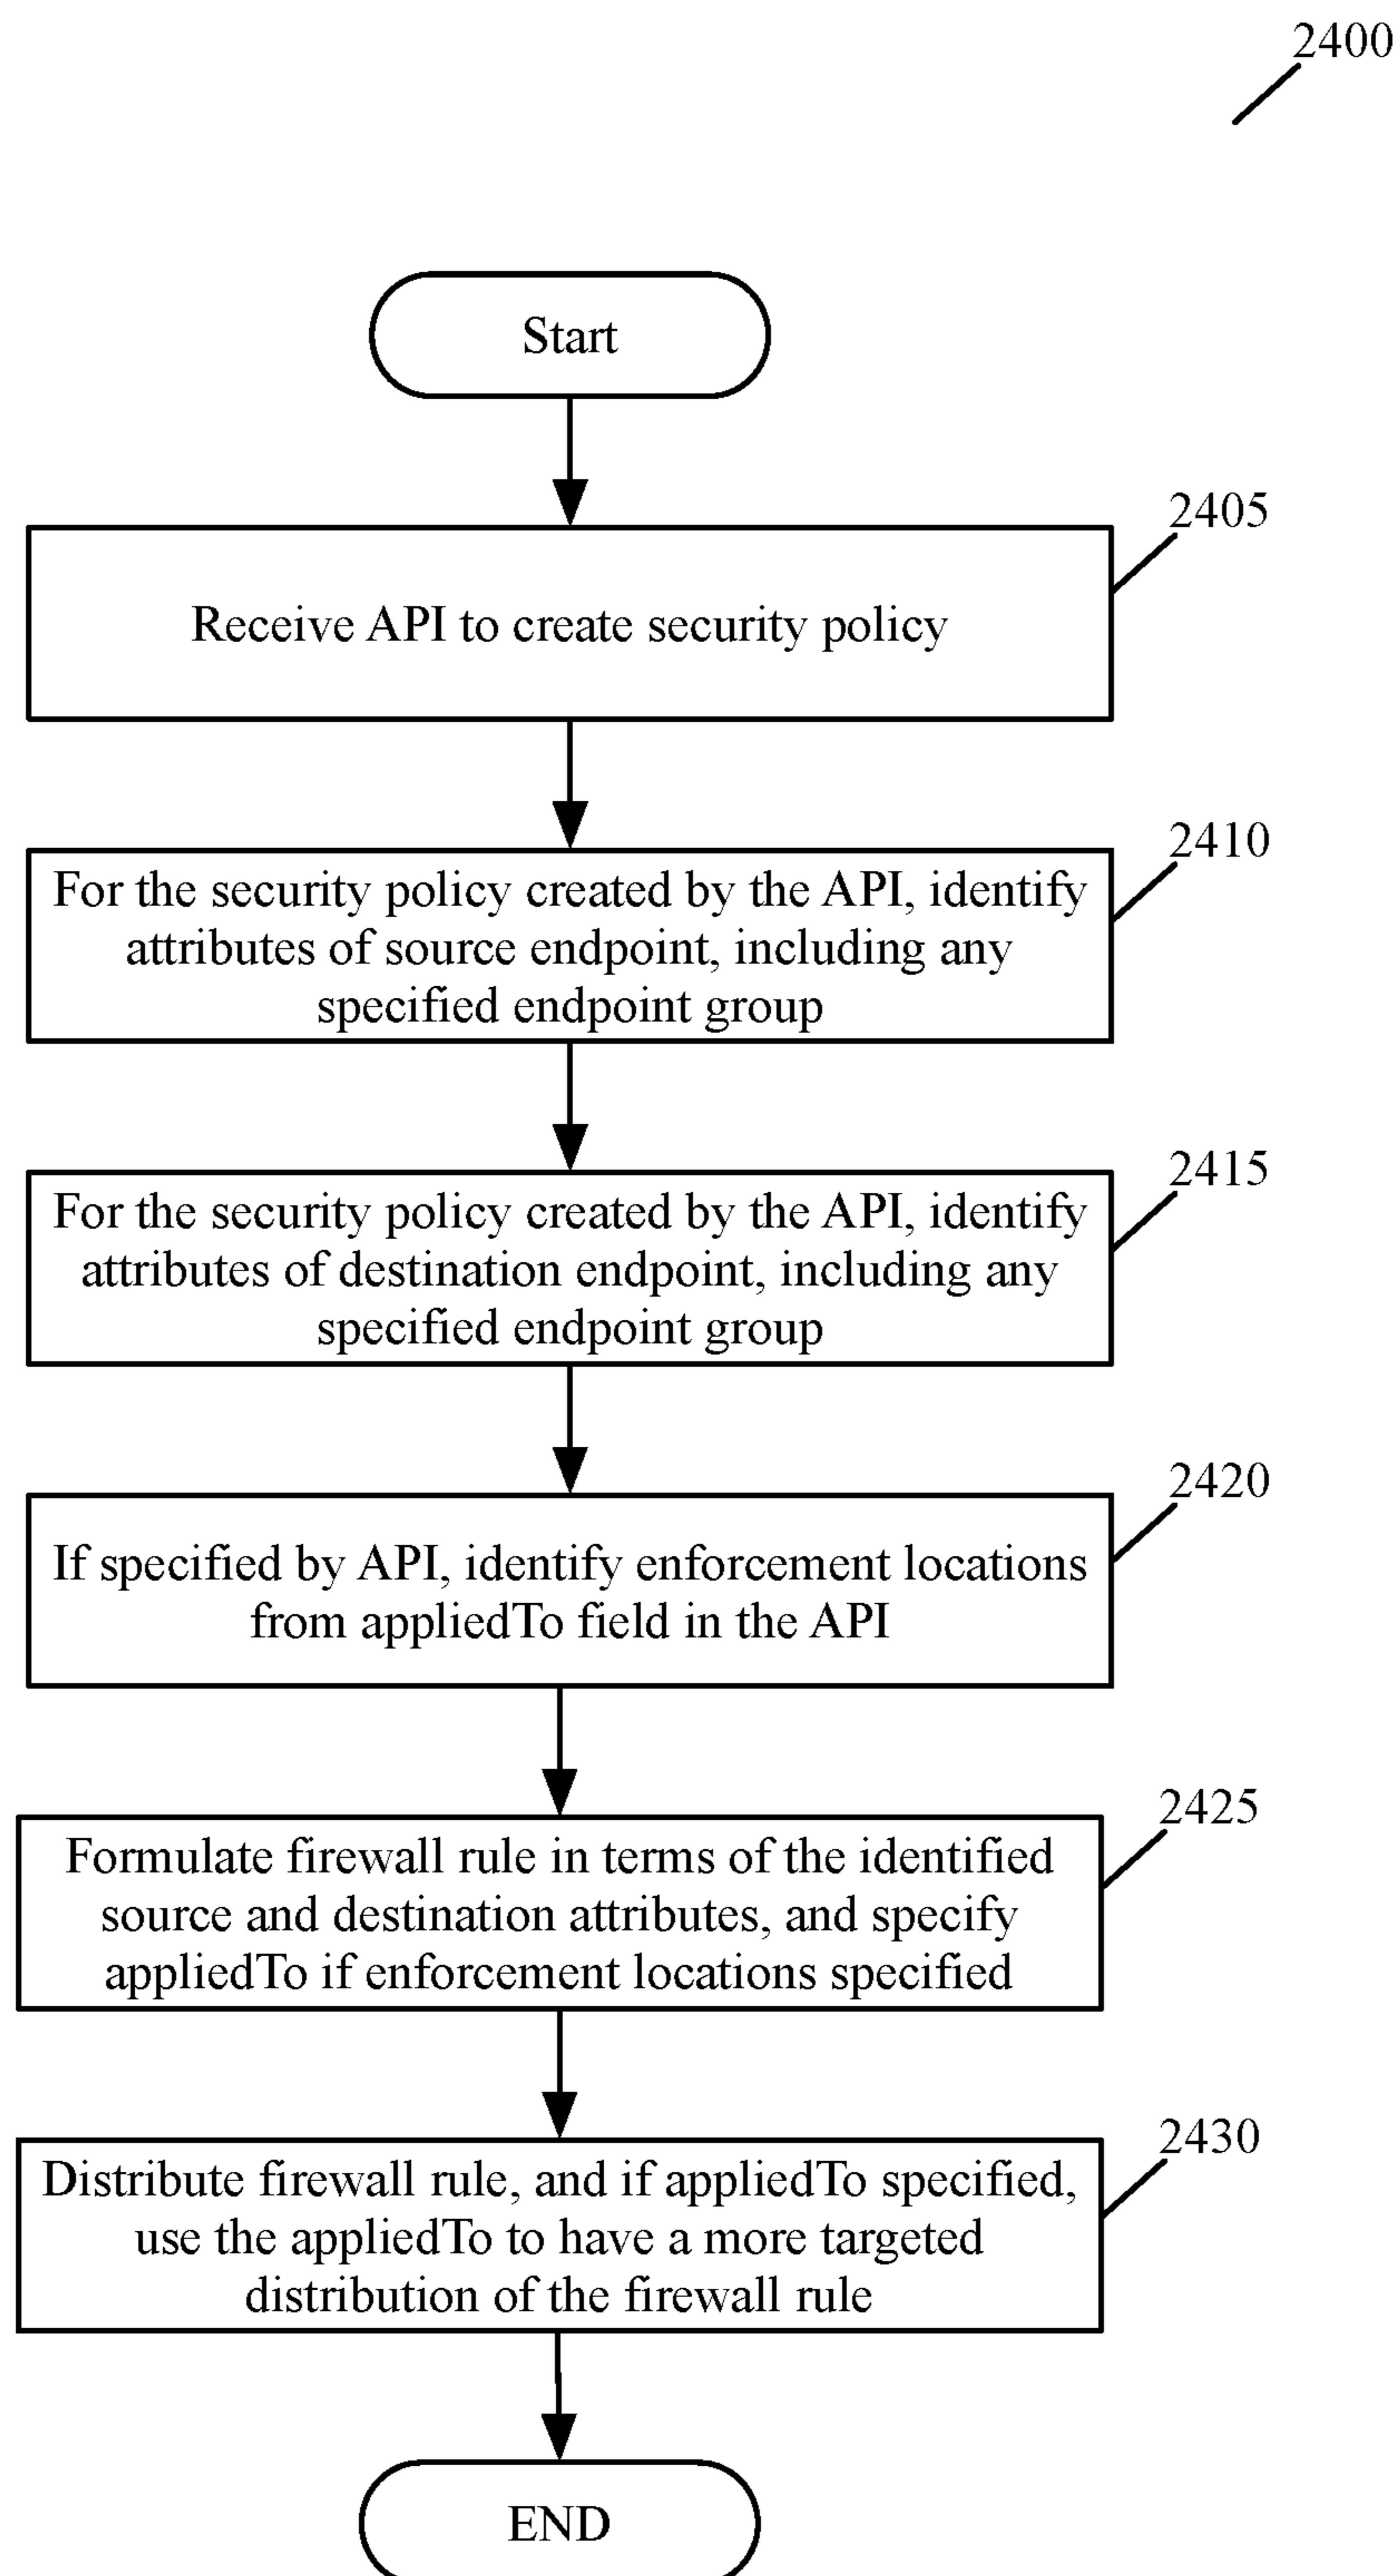 2400
Start
2405
Receive API to create security policy
2410
For the security policy created by the API, identify
attributes of source endpoint, including any
specified endpoint group
2415
For the security policy created by the API, identify
attributes of destination endpoint, including any
specified endpoint group
2420
If specified by API, identify enforcement locations
from appliedTo field in the API
2425
Formulate firewall rule in terms of the identified
source and destination attributes, and specify
appliedTo if enforcement locations specified
2430
Distribute firewall rule, and if appliedTo specified,
use the appliedTo to have a more targeted
distribution of the firewall rule
END